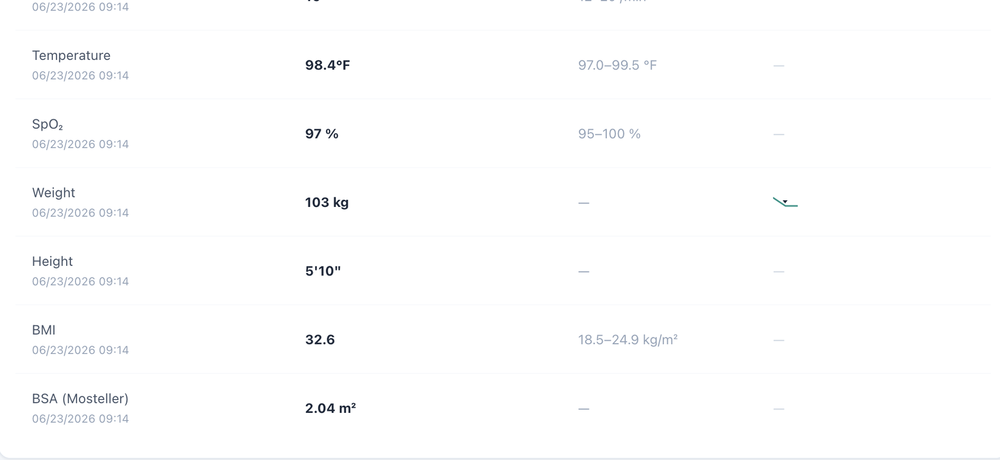 06/23/2026 09:14
Temperature
06/23/2026 09:14
98.4°F
97.0–99.5 °F
—
SpO₂
06/23/2026 09:14
97 %
95–100 %
—
Weight
06/23/2026 09:14
103 kg
—
Height
06/23/2026 09:14
5'10"
—
—
BMI
06/23/2026 09:14
32.6
18.5–24.9 kg/m²
—
BSA (Mosteller)
06/23/2026 09:14
2.04 m²
—
—